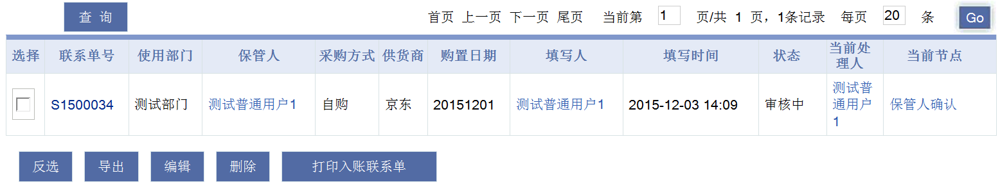 查 询 首页 上一页 下一页 尾页 当前第 1 页/共 1 页，1条记录 每页 20 条 Go
选择 联系单号 使用部门 保管人 采购方式 供货商 购置日期 填写人 填写时间 状态 当前处理人 当前节点
S1500034 测试部门 测试普通用户1 自购 京东 20151201 测试普通用户1 2015-12-03 14:09 审核中 测试普通用户1 保管人确认
反选 导出 编辑 删除 打印入账联系单